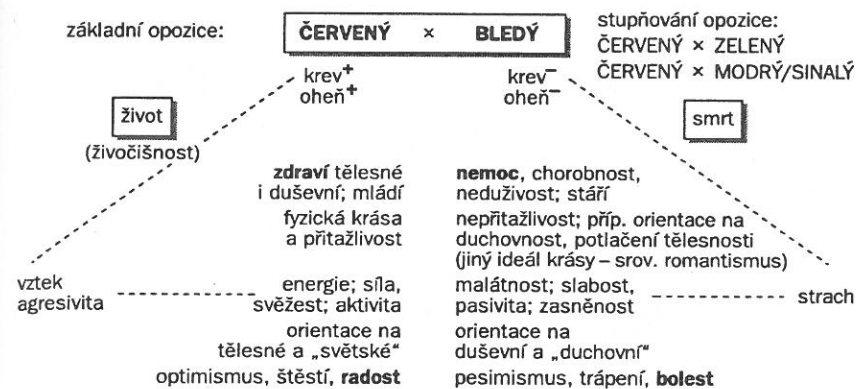 základní opozice:
ČERVENÝ × BLEDÝ
stupňování opozice:
ČERVENÝ × ZELENÝ
ČERVENÝ × MODRÝ/SINALÝ
krev+
oheň+
krev–
oheň–
život
(živočišnost)
smrt
zdraví tělesné
i duševní; mládí
fyzická krása
a přitažlivost
energie; síla,
svěžest; aktivita
orientace na
tělesné a „světské“
optimismus, štěstí, radost
nemoc, chorobnost,
neduživost; stáří
nepřitažlivost; příp. orientace na
duchovnost, potlačení tělesnosti
(jiný ideál krásy – srov. romantismus)
malátnost; slabost,
pasivita; zasněnost
orientace na
duševní a „duchovní“
pesimismus, trápení, bolest
vztek
agresivita
strach